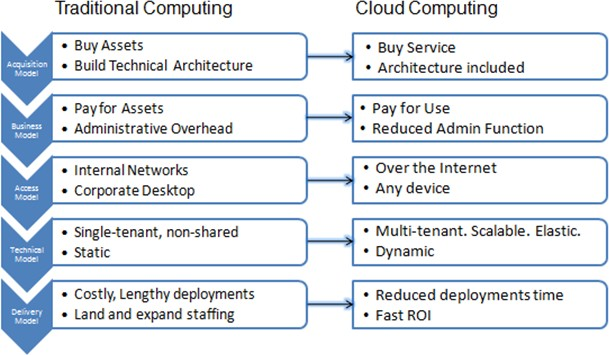 Traditional Computing
Cloud Computing
Acquisition
Model
• Buy Assets
• Build Technical Architecture
• Buy Service
• Architecture included
Business
Model
• Pay for Assets
• Administrative Overhead
• Pay for Use
• Reduced Admin Function
Access
Model
• Internal Networks
• Corporate Desktop
• Over the Internet
• Any device
Technical
Model
• Single-tenant, non-shared
• Static
• Multi-tenant. Scalable. Elastic.
• Dynamic
Delivery
Model
• Costly, Lengthy deployments
• Land and expand staffing
• Reduced deployments time
• Fast ROI